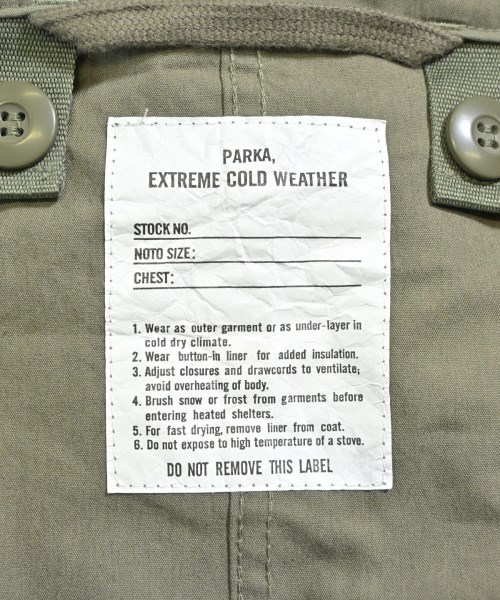 PARKA,
EXTREME COLD WEATHER
STOCK NO.
NOTO SIZE:
CHEST:
1. Wear as outer garment or as under-layer in
cold dry climate.
2. Wear button-in liner for added insulation.
3. Adjust closures and drawcords to ventilate;
avoid overheating of body.
4. Brush snow or frost from garments before
entering heated shelters.
5. For fast drying, remove liner from coat.
6. Do not expose to high temperature of a stove.
DO NOT REMOVE THIS LABEL